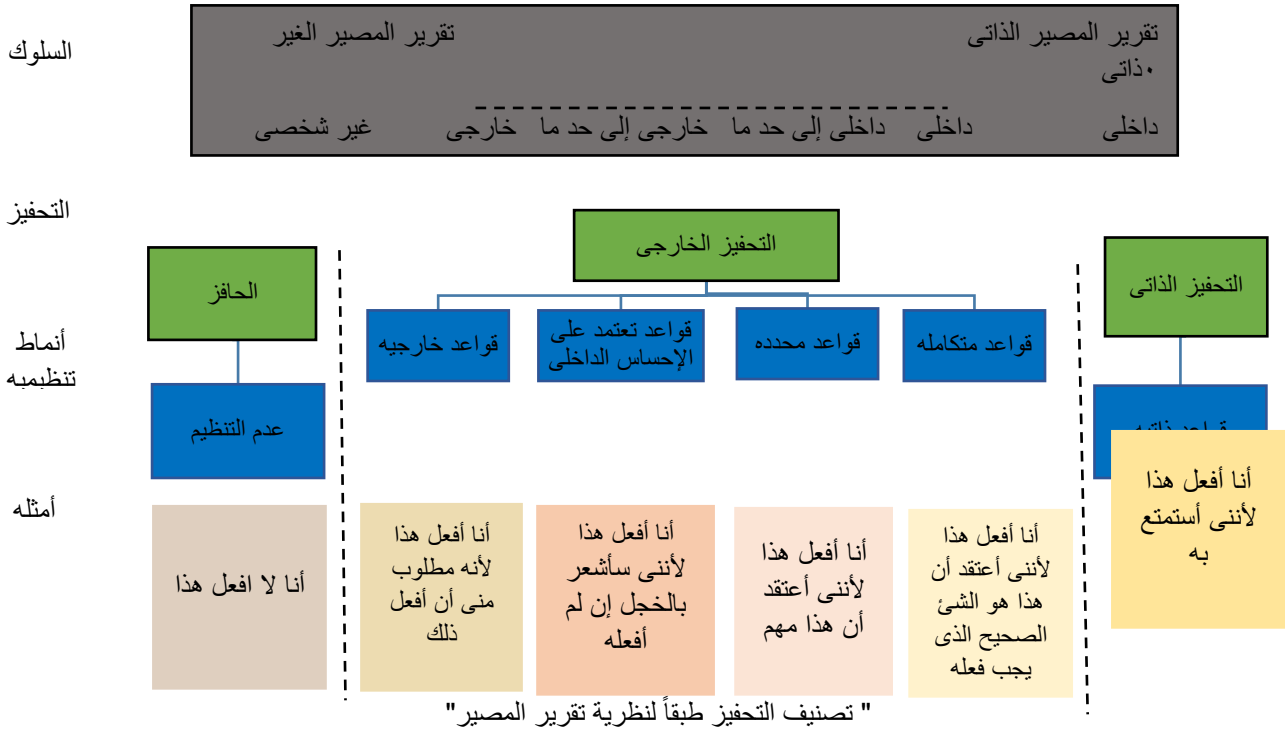 السلوك
تقرير المصير الذاتى
تقرير المصير الغير
ذاتى.
داخلى
داخلى
داخلى إلى حد ما
خارجى إلى حد ما
خارجى
غير شخصى
التحفيز
التحفيز الذاتى
التحفيز الخارجى
الحافز
أنماط
تنظبمبه
قواعد متكامله
قواعد محدده
قواعد تعتمد على
الإحساس الداخلى
قواعد خارجيه
عدم التنظيم
أمثله
أنا أفعل هذا
لأننى أستمتع
به
أنا أفعل هذا
لأننى أعتقد أن
هذا هو الشئ
الصحيح الذى
يجب فعله
أنا أفعل هذا
لأننى أعتقد
أن هذا مهم
أنا أفعل هذا
لأننى سأشعر
بالخجل إن لم
أفعله
أنا أفعل هذا
لأنه مطلوب
منى أن أفعل
ذلك
أنا لا افعل هذا
" تصنيف التحفيز طبقاً لنظرية تقرير المصير"